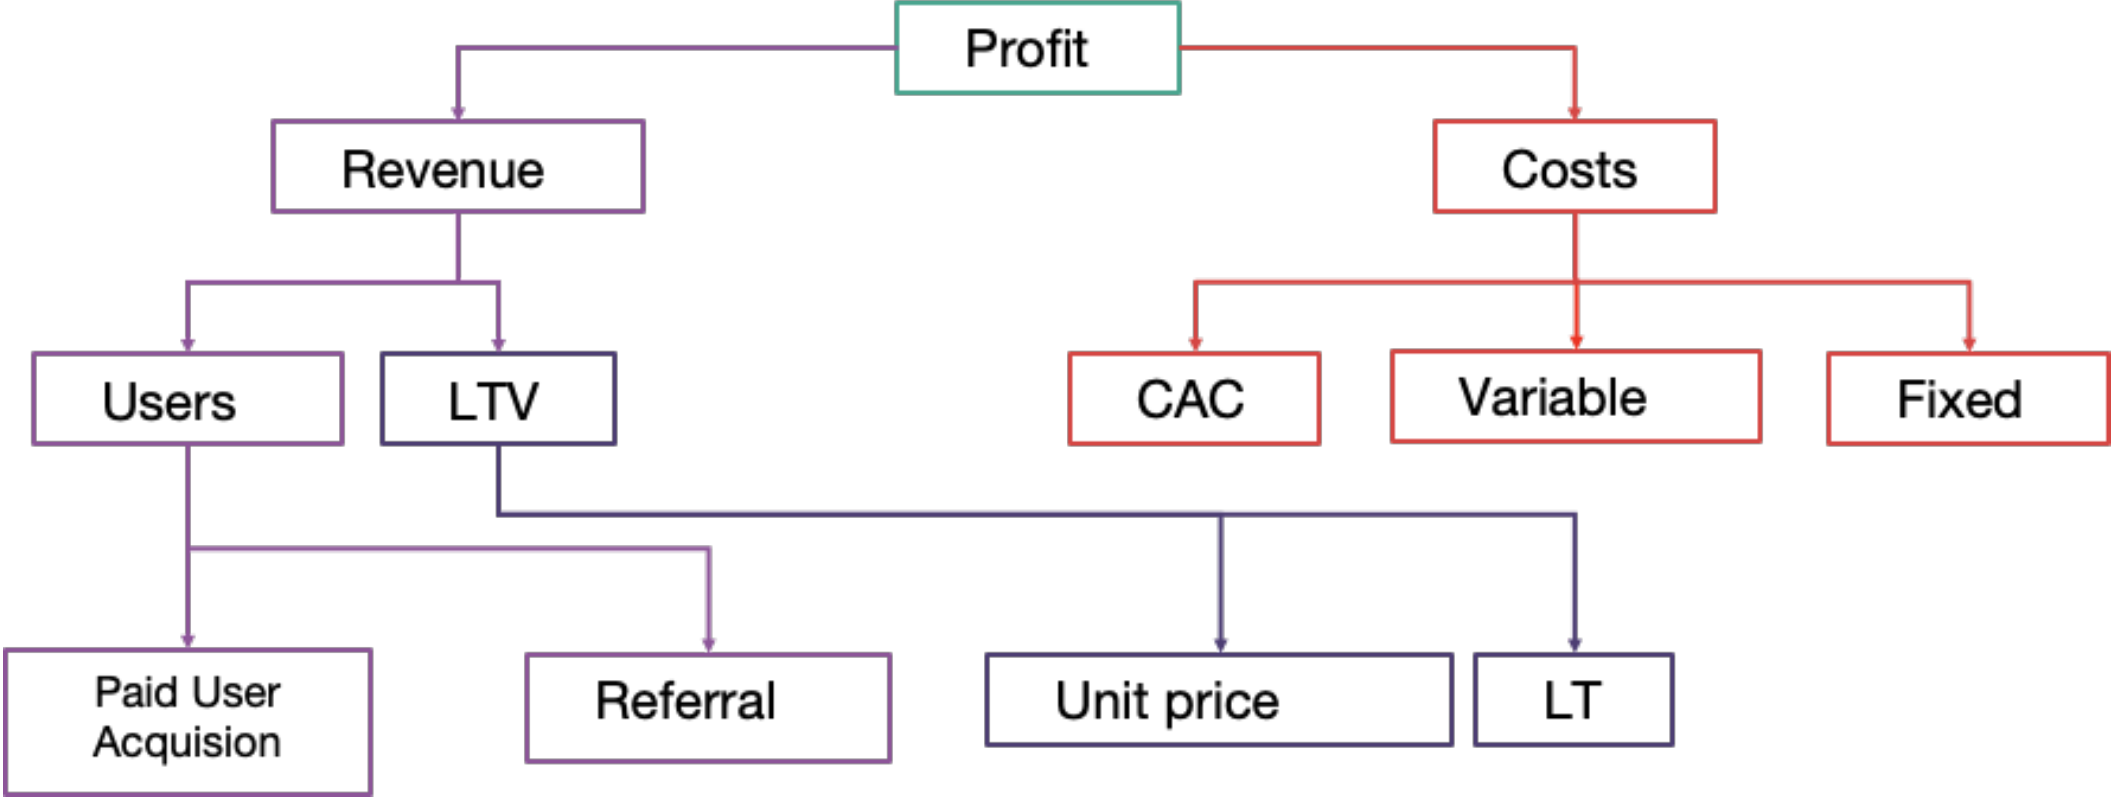 Profit
Revenue
Costs
Users
LTV
CAC
Variable
Fixed
Paid User
Acquision
Referral
Unit price
LT